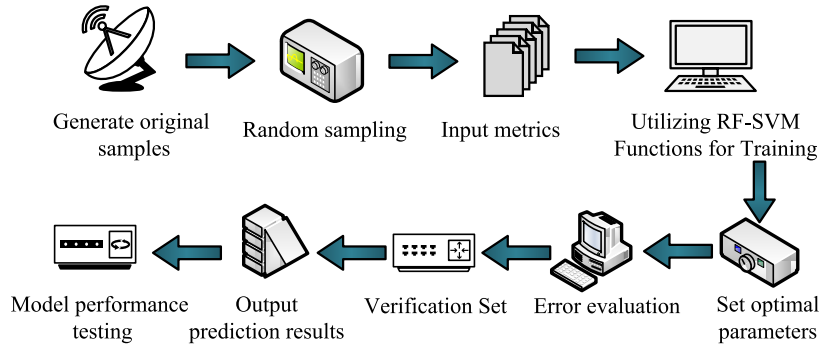 Generate original
samples
Random sampling
Input metrics
Utilizing RF-SVM
Functions for Training
Model performance
testing
Output
prediction results
Verification Set
Error evaluation
Set optimal
parameters